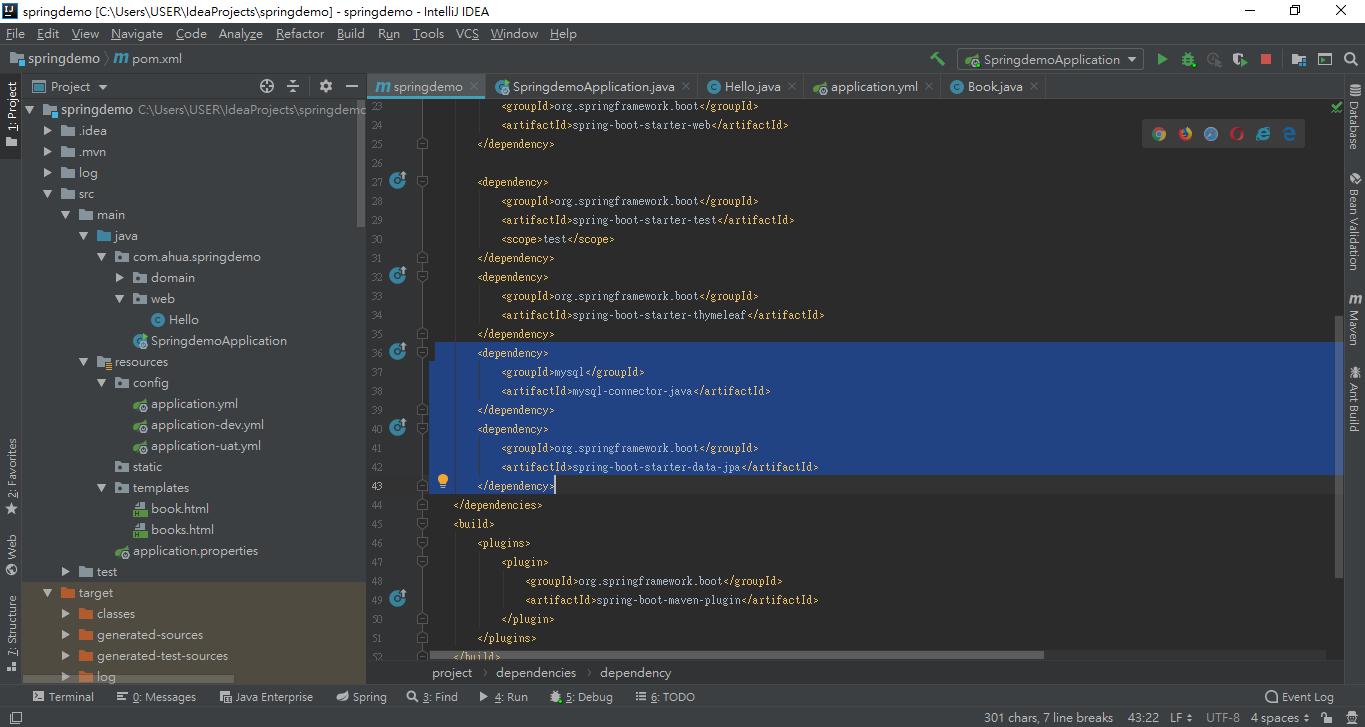 springdemo [C:\Users\USER\IdeaProjects\springdemo] - springdemo - IntelliJ IDEA
File Edit View Navigate Code Analyze Refactor Build Run Tools VCS Window Help
springdemo pom.xml
SpringdemoApplication
Project
springdemo SpringdemoApplication.java Hello.java application.yml Book.java
1: Project
2: Favorites
Web
7: Structure
springdemo C:\Users\USER\IdeaProjects\springdemo
.idea
.mvn
log
src
main
java
com.ahua.springdemo
domain
web
Hello
SpringdemoApplication
resources
config
application.yml
application-dev.yml
application-uat.yml
static
templates
book.html
books.html
application.properties
test
target
classes
generated-sources
generated-test-sources
log
23 <groupId>org.springframework.boot</groupId>
24 <artifactId>spring-boot-starter-web</artifactId>
25 </dependency>
26
27 <dependency>
28 <groupId>org.springframework.boot</groupId>
29 <artifactId>spring-boot-starter-test</artifactId>
30 <scope>test</scope>
31 </dependency>
32 <dependency>
33 <groupId>org.springframework.boot</groupId>
34 <artifactId>spring-boot-starter-thymeleaf</artifactId>
35 </dependency>
36 <dependency>
37 <groupId>mysql</groupId>
38 <artifactId>mysql-connector-java</artifactId>
39 </dependency>
40 <dependency>
41 <groupId>org.springframework.boot</groupId>
42 <artifactId>spring-boot-starter-data-jpa</artifactId>
43 </dependency>
44 </dependencies>
45 <build>
46 <plugins>
47 <plugin>
48 <groupId>org.springframework.boot</groupId>
49 <artifactId>spring-boot-maven-plugin</artifactId>
50 </plugin>
51 </plugins>
52 </build>
project dependencies dependency
Database
Bean Validation
Maven
Ant Build
Terminal 0: Messages Java Enterprise Spring 3: Find 4: Run 5: Debug 6: TODO Event Log
301 chars, 7 line breaks 43:22 LF UTF-8 4 spaces